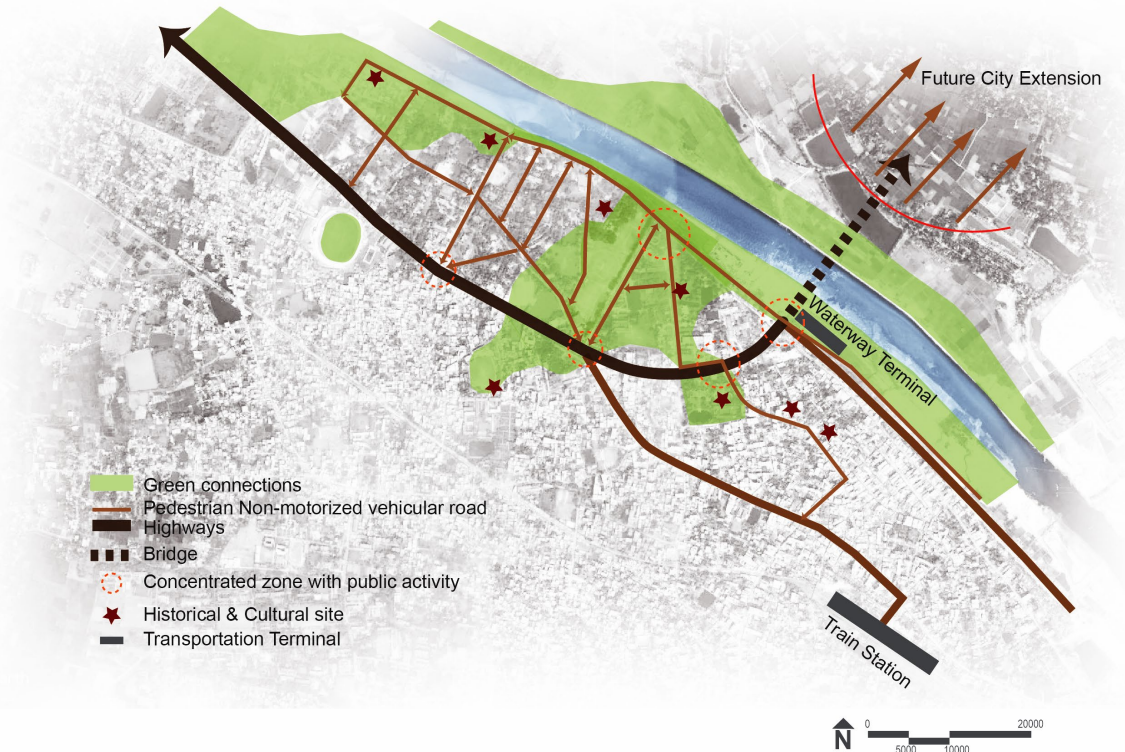 Future City Extension
Waterway Terminal
Green connections
Pedestrian Non-motorized vehicular road
Highways
Bridge
Concentrated zone with public activity
Historical & Cultural site
Transportation Terminal
Train Station
N
0 20000
5000 10000